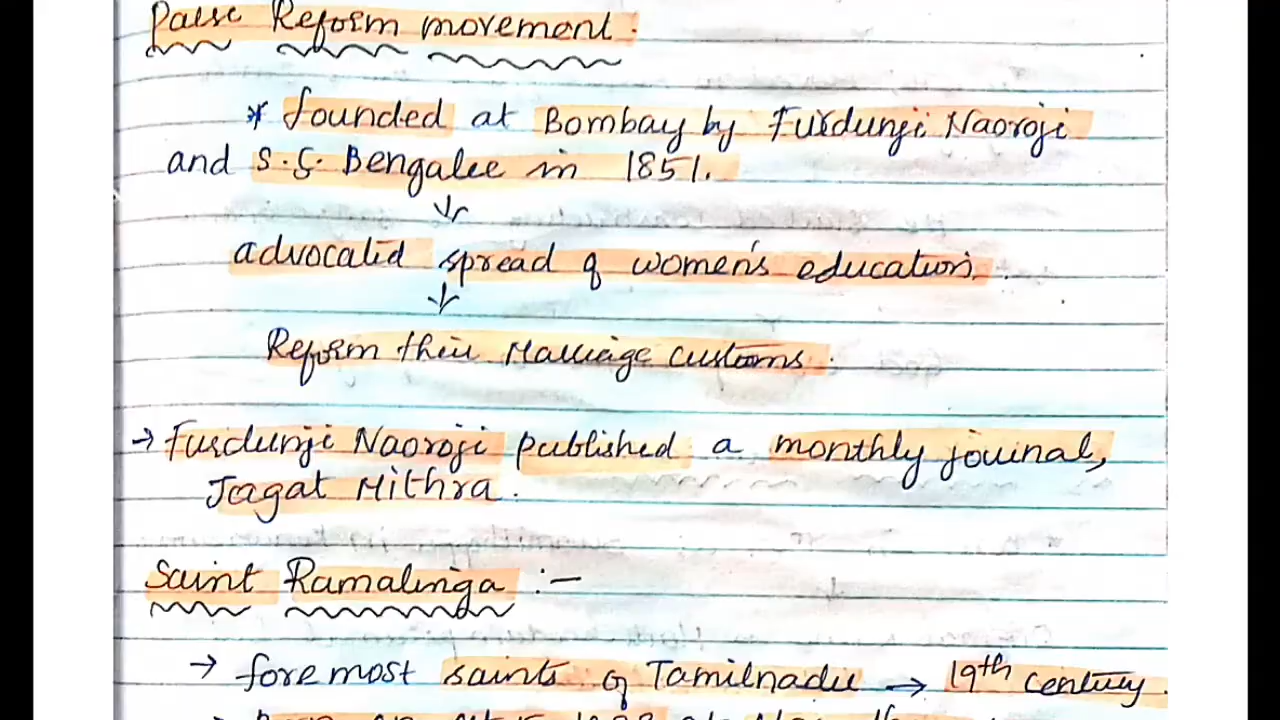 Parse Reform movement.
* founded at Bombay by Furdunji Naoroji
and S.S. Bengalee in 1851.
advocated spread of women's education.
Reform their Marriage customs.
→ Furdunji Naoroji published a monthly journal,
Jagat Mithra.
Saint Ramalinga :-
→ foremost saints of Tamilnadu → 19th century.